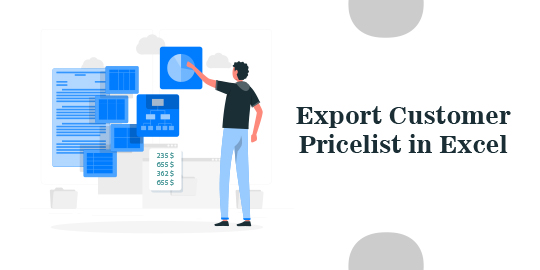 Export Customer
Pricelist in Excel
235 $
655 $
362 $
655 $